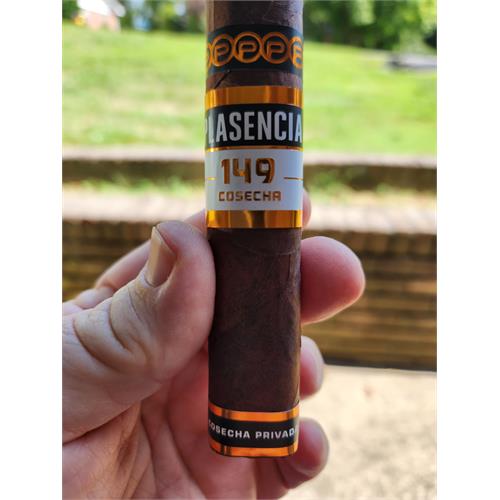 PPPP
PLASENCIA
149
COSECHA
COSECHA PRIVADA